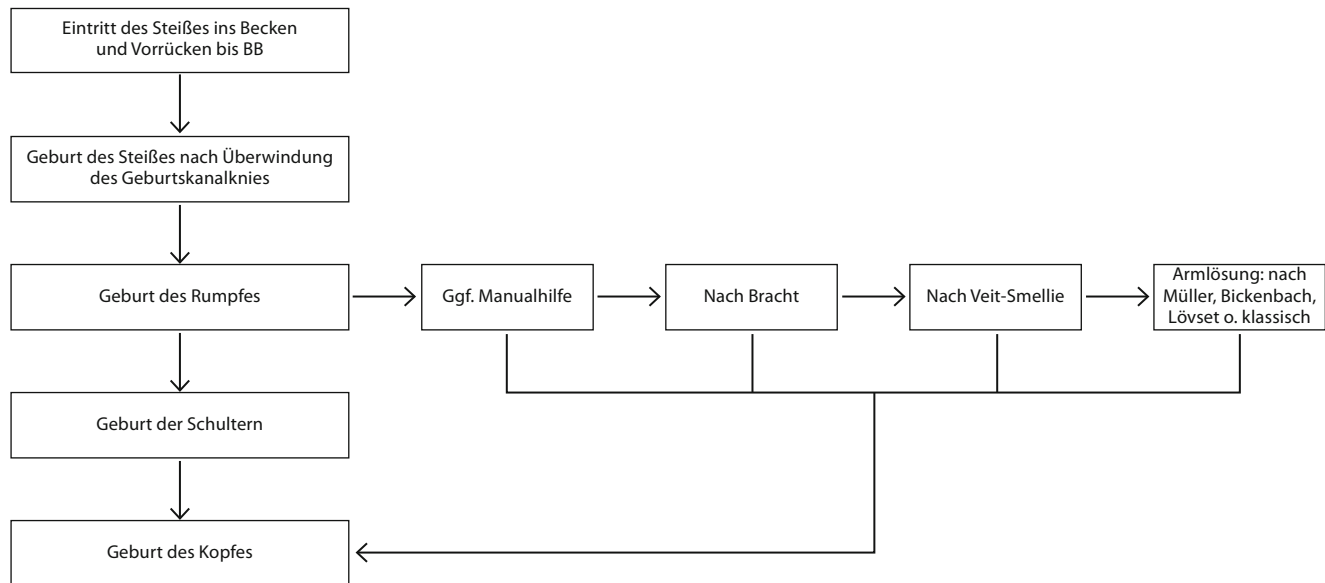 Eintritt des Steißes ins Becken
und Vorrücken bis BB
Geburt des Steißes nach Überwindung
des Geburtskanalknies
Geburt des Rumpfes
Ggf. Manualhilfe
Nach Bracht
Nach Veit-Smellie
Armlösung: nach
Müller, Bickenbach,
Lövset o. klassisch
Geburt der Schultern
Geburt des Kopfes